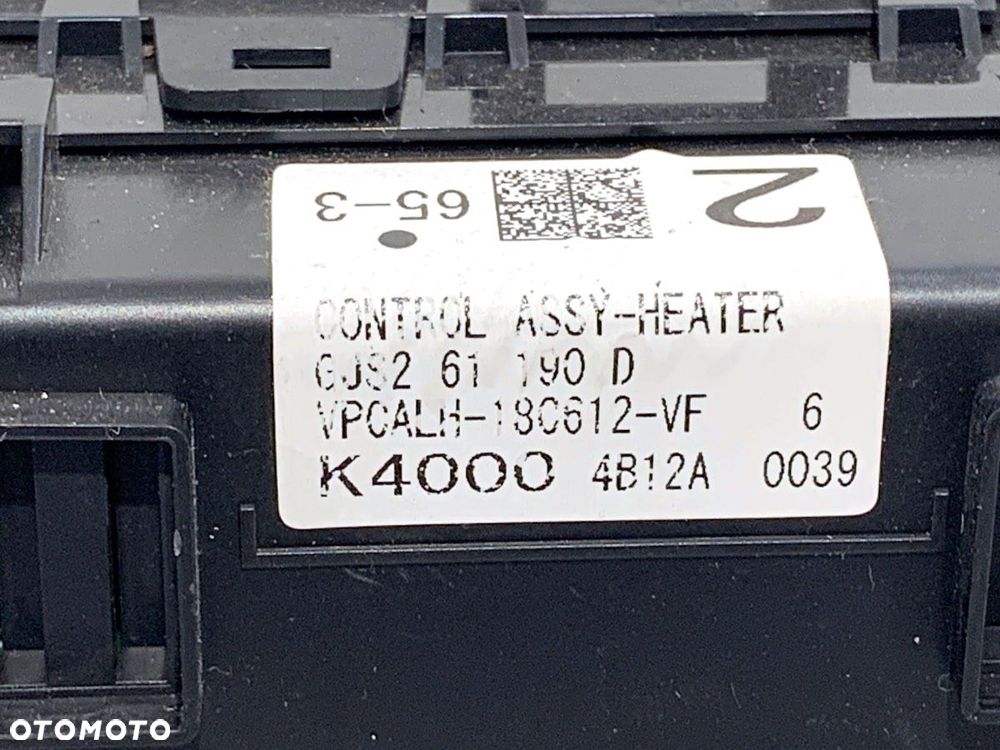 2
65-3
CONTROL ASSY-HEATER
GJS2 61 190 D
VPCALH-18C612-VF 6
K4000 4B12A 0039
OTOMOTO